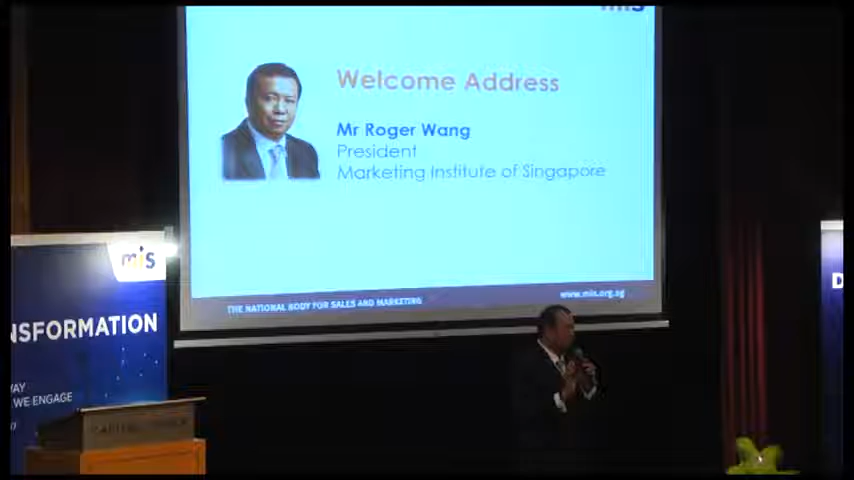 mis
Welcome Address
Mr Roger Wang
President
Marketing Institute of Singapore
THE NATIONAL BODY FOR SALES AND MARKETING
www.mis.org.sg
mis
NSFORMATION
WAY
WE ENGAGE
D